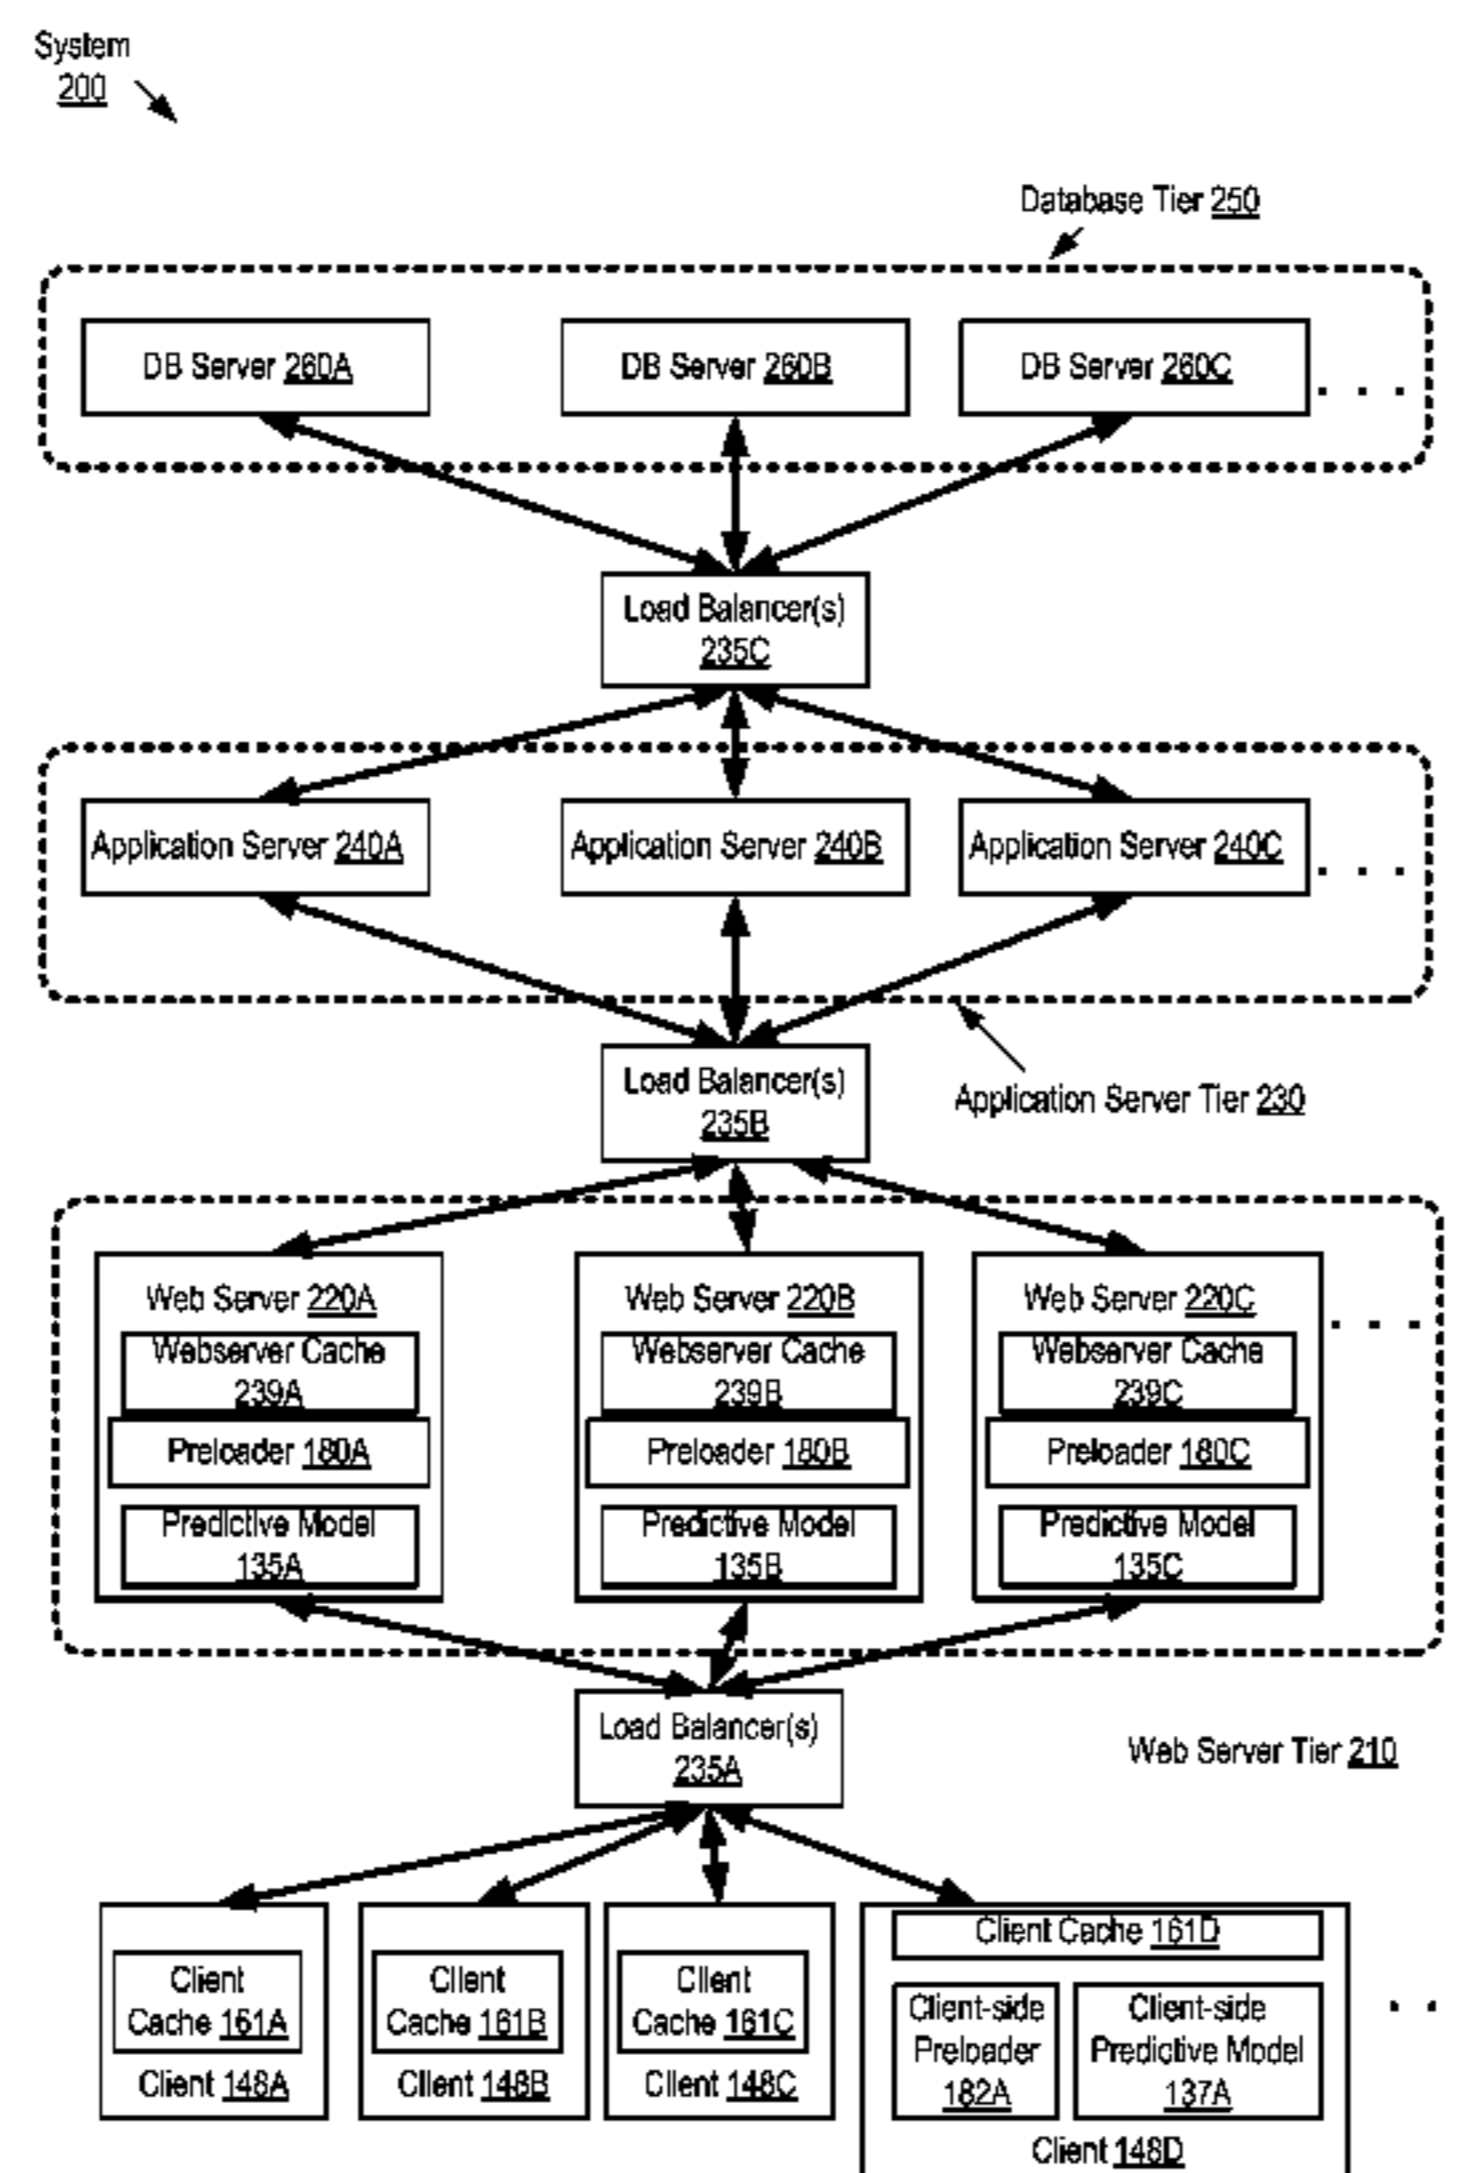 System
200
Database Tier 250
DB Server 260A
DB Server 260B
DB Server 260C
. . .
Load Balancer(s)
235C
Application Server 240A
Application Server 240B
Application Server 240C
. . .
Load Balancer(s)
235B
Application Server Tier 230
Web Server 220A
Webserver Cache
239A
Preloader 180A
Predictive Model
135A
Web Server 220B
Webserver Cache
239B
Preloader 180B
Predictive Model
135B
Web Server 220C
Webserver Cache
239C
Preloader 180C
Predictive Model
135C
. . .
Load Balancer(s)
235A
Web Server Tier 210
Client
Cache 161A
Client 148A
Client
Cache 161B
Client 148B
Client
Cache 161C
Client 148C
Client Cache 161D
Client-side
Preloader
182A
Client-side
Predictive Model
137A
Client 148D
. .